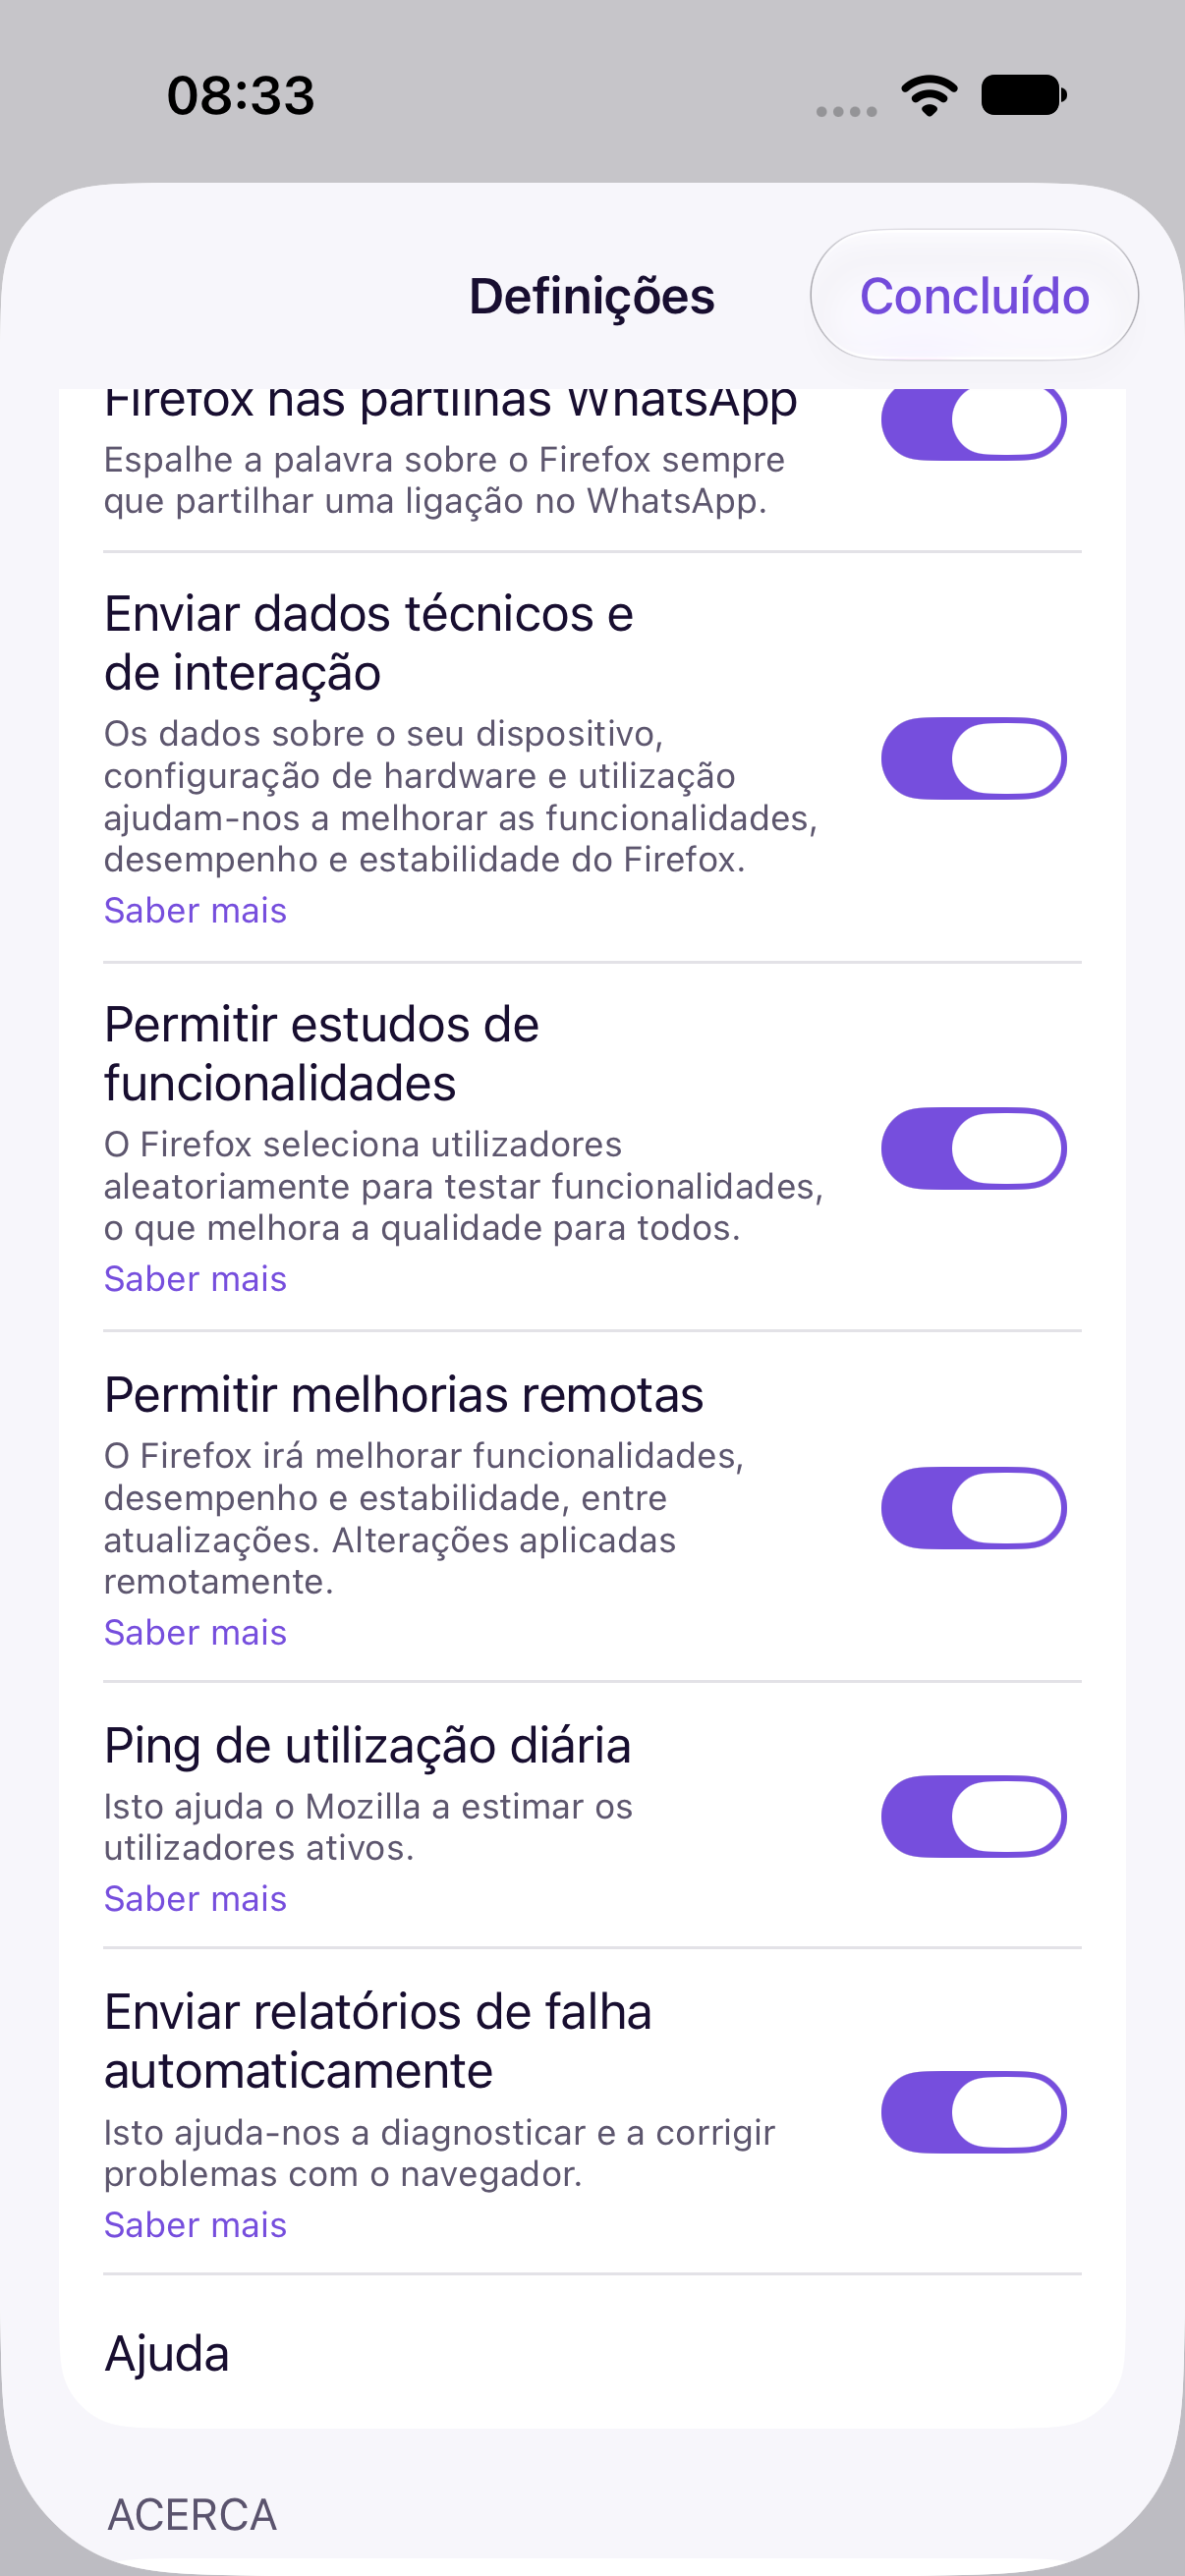 08:33
Definições
Concluído
Firefox nas partilhas WhatsApp
Espalhe a palavra sobre o Firefox sempre
que partilhar uma ligação no WhatsApp.
Enviar dados técnicos e
de interação
Os dados sobre o seu dispositivo,
configuração de hardware e utilização
ajudam-nos a melhorar as funcionalidades,
desempenho e estabilidade do Firefox.
Saber mais
Permitir estudos de
funcionalidades
O Firefox seleciona utilizadores
aleatoriamente para testar funcionalidades,
o que melhora a qualidade para todos.
Saber mais
Permitir melhorias remotas
O Firefox irá melhorar funcionalidades,
desempenho e estabilidade, entre
atualizações. Alterações aplicadas
remotamente.
Saber mais
Ping de utilização diária
Isto ajuda o Mozilla a estimar os
utilizadores ativos.
Saber mais
Enviar relatórios de falha
automaticamente
Isto ajuda-nos a diagnosticar e a corrigir
problemas com o navegador.
Saber mais
Ajuda
ACERCA